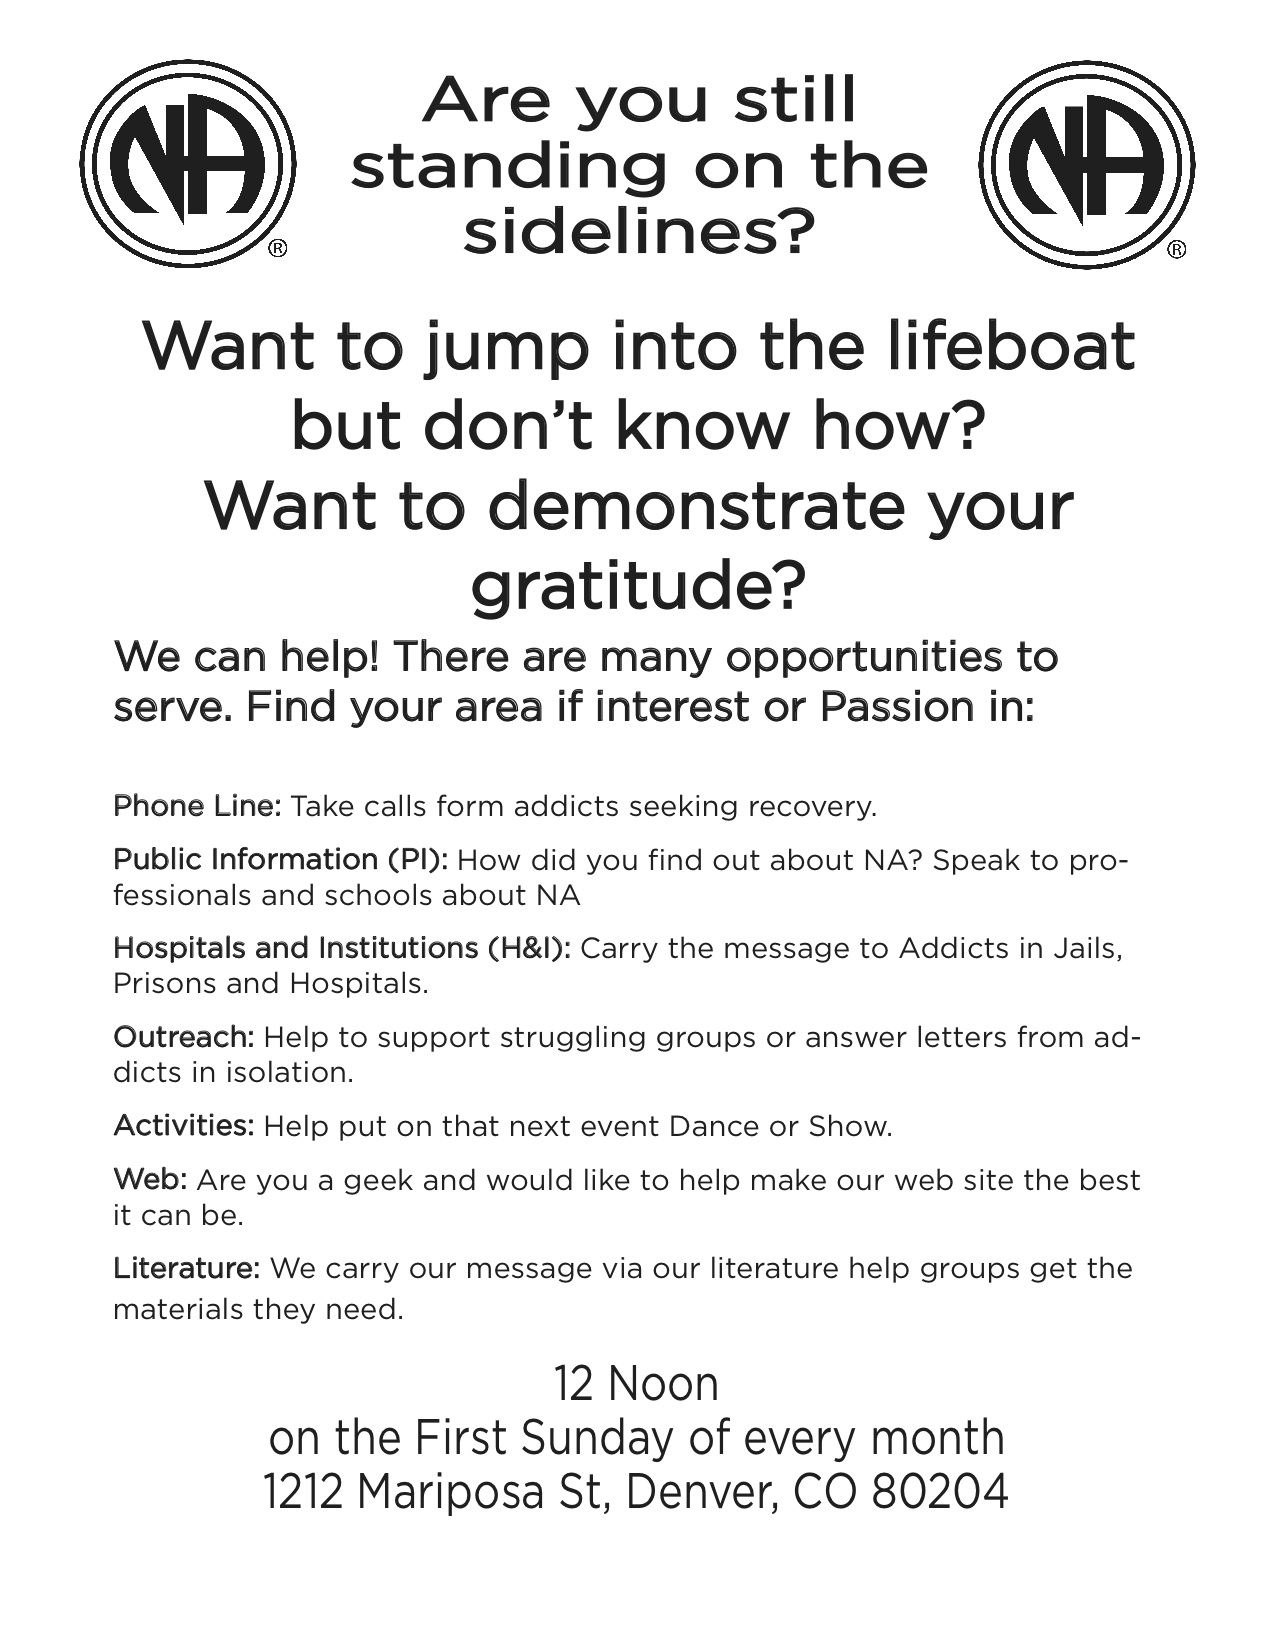 NA ®
Are you still
standing on the
sidelines?
NA ®
Want to jump into the lifeboat
but don’t know how?
Want to demonstrate your
gratitude?
We can help! There are many opportunities to
serve. Find your area if interest or Passion in:
Phone Line: Take calls form addicts seeking recovery.
Public Information (PI): How did you find out about NA? Speak to pro-
fessionals and schools about NA
Hospitals and Institutions (H&I): Carry the message to Addicts in Jails,
Prisons and Hospitals.
Outreach: Help to support struggling groups or answer letters from ad-
dicts in isolation.
Activities: Help put on that next event Dance or Show.
Web: Are you a geek and would like to help make our web site the best
it can be.
Literature: We carry our message via our literature help groups get the
materials they need.
12 Noon
on the First Sunday of every month
1212 Mariposa St, Denver, CO 80204